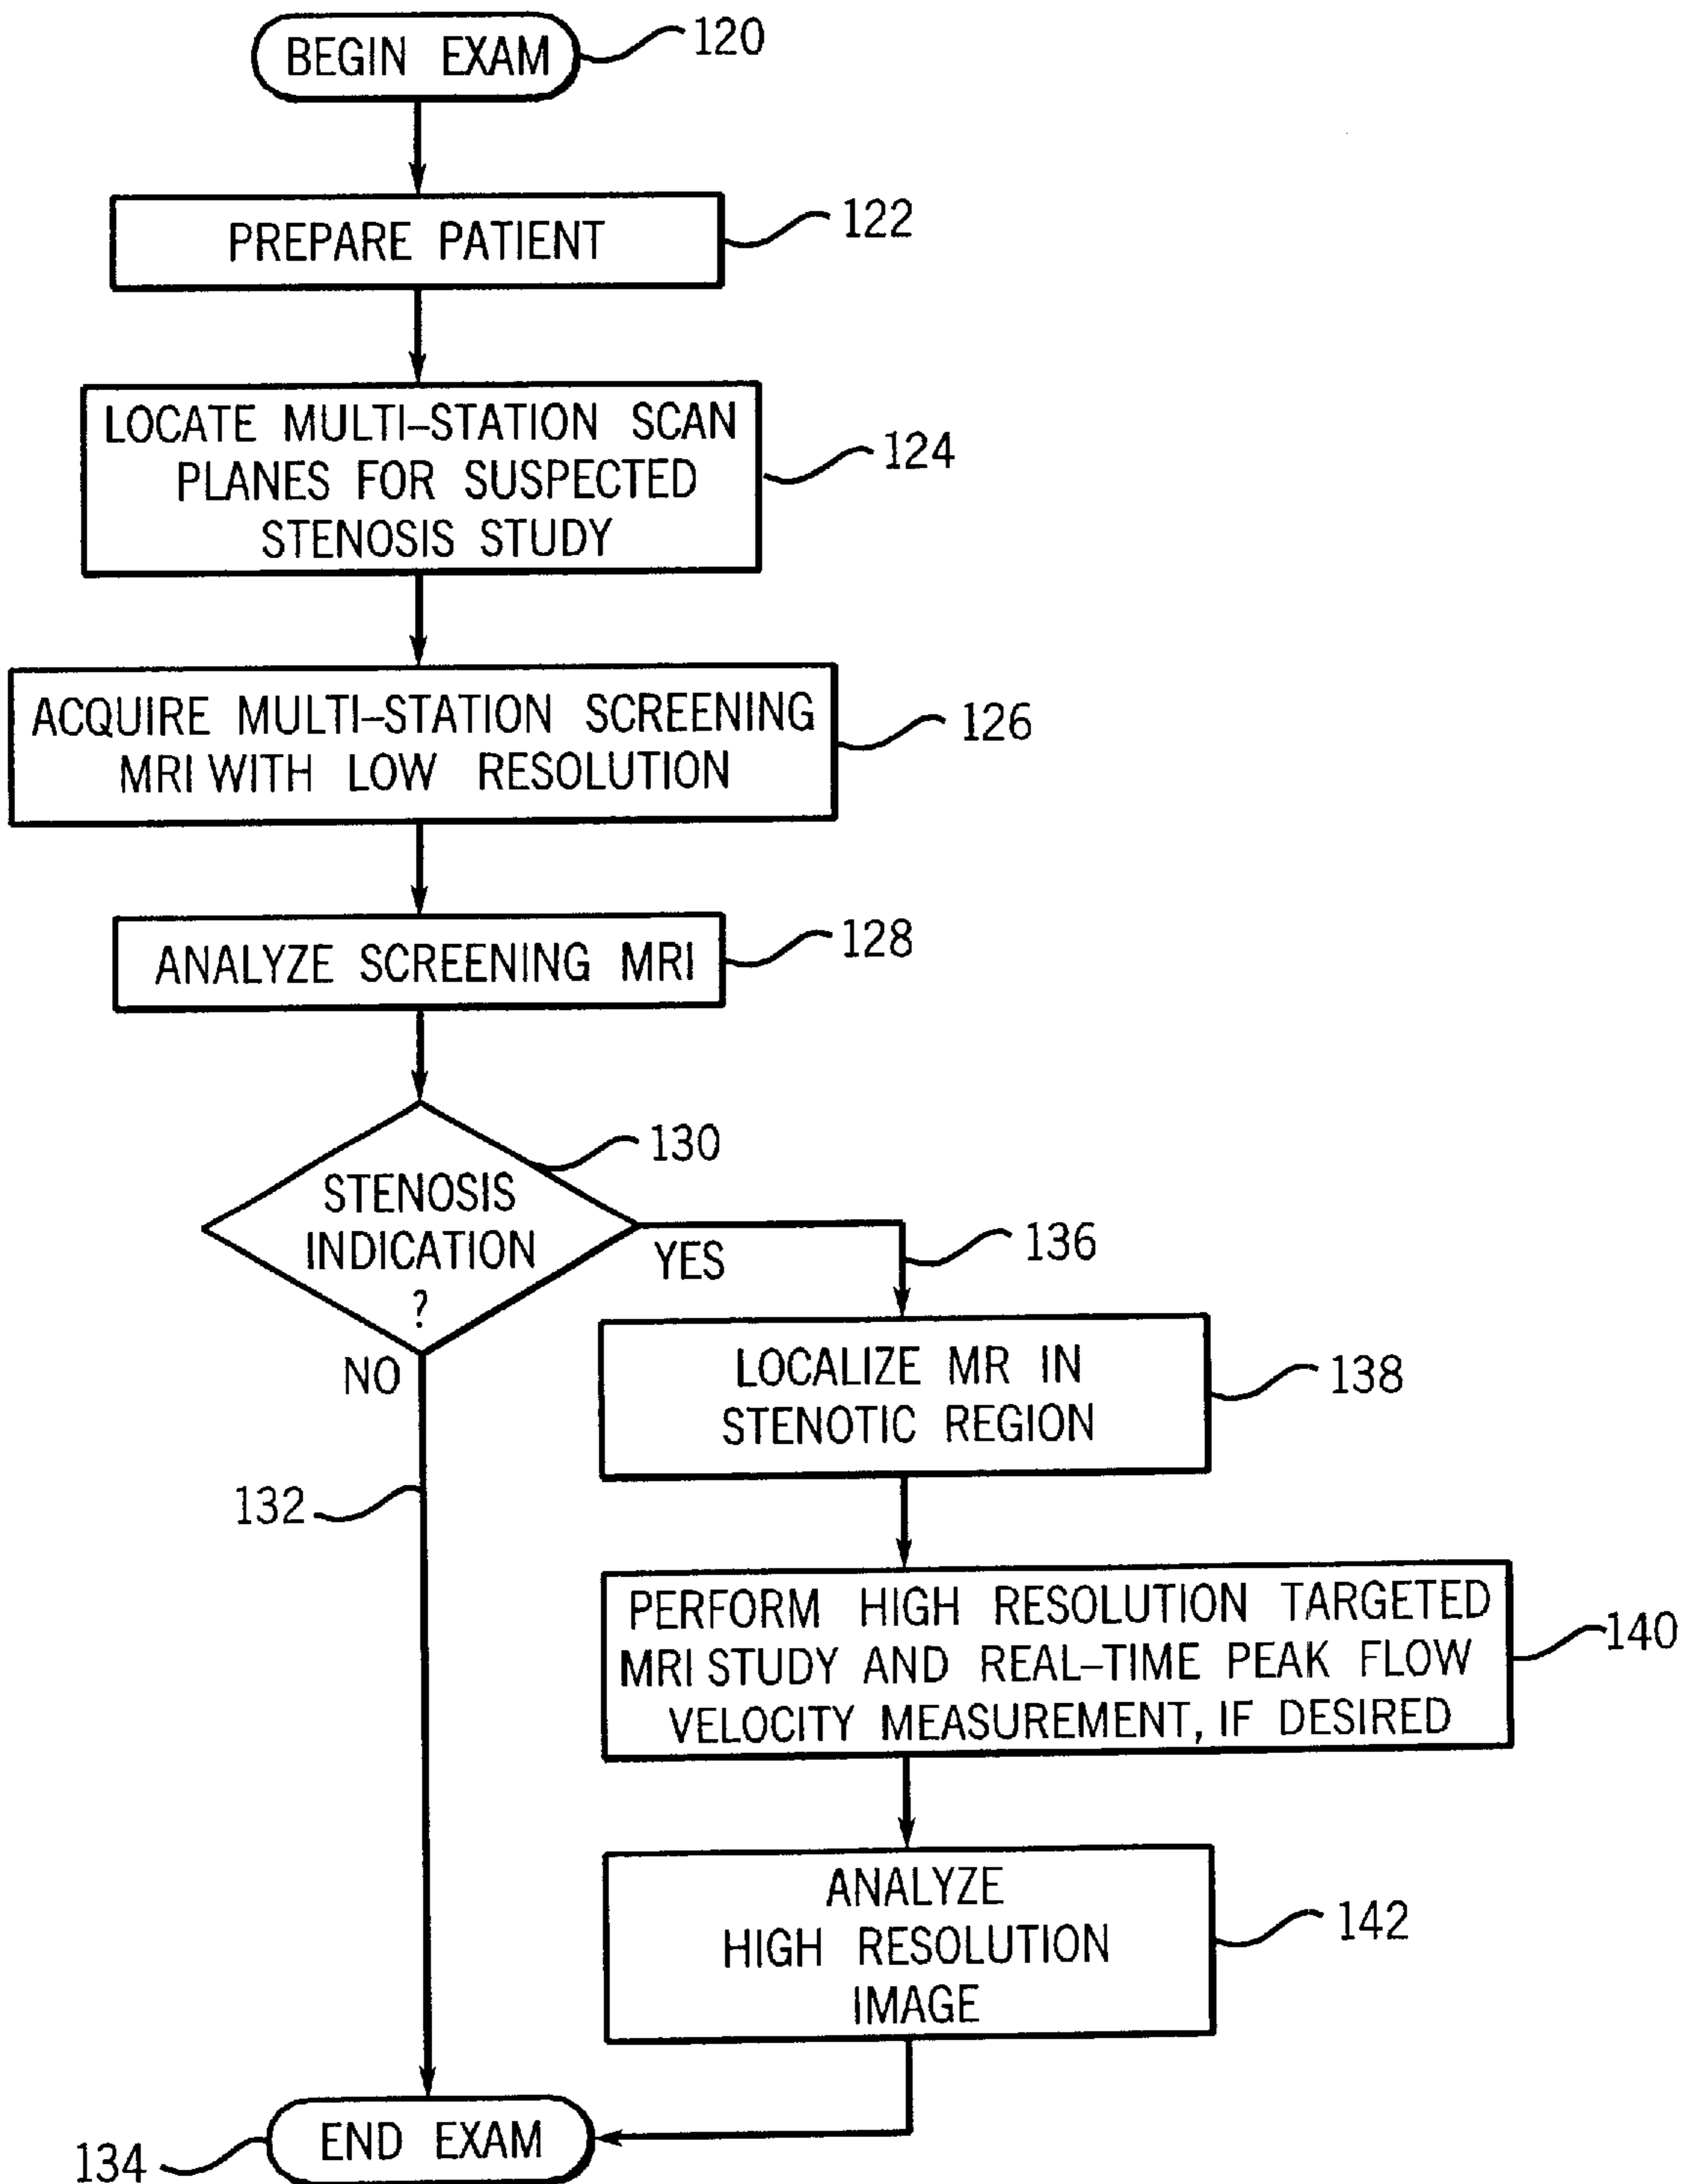 BEGIN EXAM
120
PREPARE PATIENT
122
LOCATE MULTI–STATION SCAN
PLANES FOR SUSPECTED
STENOSIS STUDY
124
ACQUIRE MULTI–STATION SCREENING
MRI WITH LOW RESOLUTION
126
ANALYZE SCREENING MRI
128
STENOSIS
INDICATION
?
130
YES
136
NO
132
LOCALIZE MR IN
STENOTIC REGION
138
PERFORM HIGH RESOLUTION TARGETED
MRI STUDY AND REAL–TIME PEAK FLOW
VELOCITY MEASUREMENT, IF DESIRED
140
ANALYZE
HIGH RESOLUTION
IMAGE
142
END EXAM
134